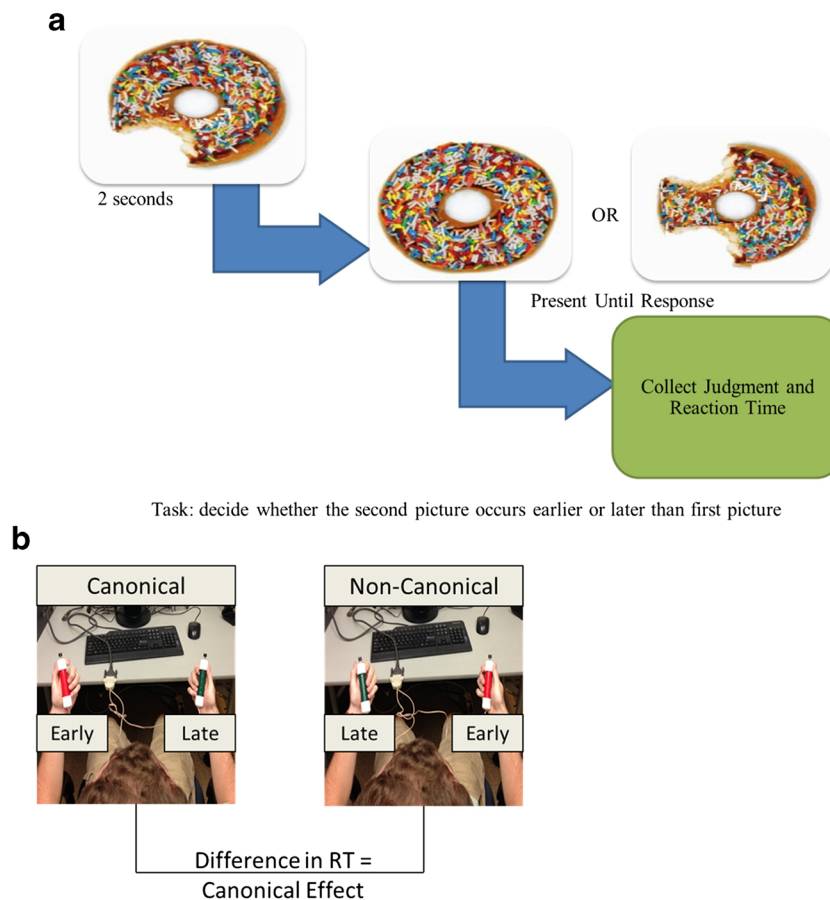 a
2 seconds
OR
Present Until Response
Collect Judgment and
Reaction Time
Task: decide whether the second picture occurs earlier or later than first picture
b
Canonical
Non-Canonical
Early
Late
Late
Early
Difference in RT =
Canonical Effect